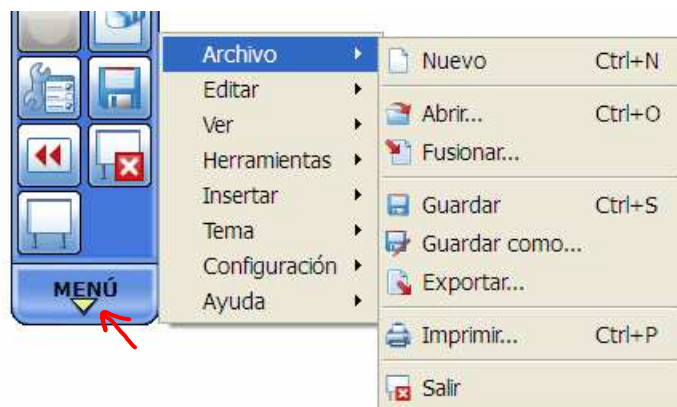 Archivo
Editar
Ver
Herramientas
Insertar
Tema
Configuración
Ayuda
MENÚ
Nuevo Ctrl+N
Abrir... Ctrl+O
Fusionar...
Guardar Ctrl+S
Guardar como...
Exportar...
Imprimir... Ctrl+P
Salir